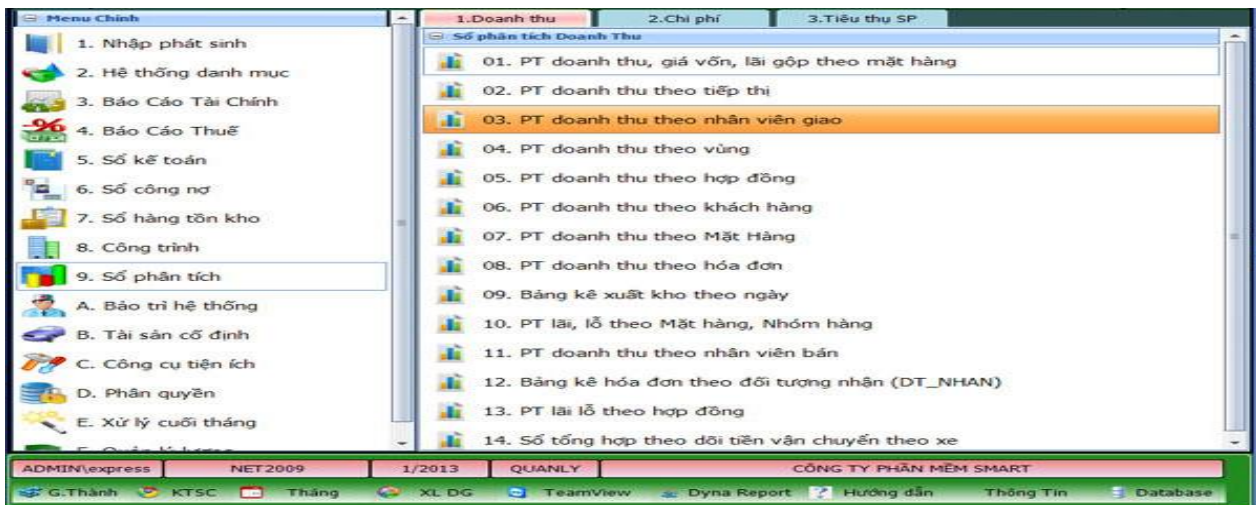 Menu Chính
1. Nhập phát sinh
2. Hệ thống danh mục
3. Báo Cáo Tài Chính
4. Báo Cáo Thuế
5. Sổ kế toán
6. Sổ công nợ
7. Sổ hàng tồn kho
8. Công trình
9. Sổ phân tích
A. Bảo trì hệ thống
B. Tài sản cố định
C. Công cụ tiện ích
D. Phân quyền
E. Xử lý cuối tháng
1.Doanh thu 2.Chi phí 3.Tiêu thụ SP
Sổ phân tích Doanh Thu
01. PT doanh thu, giá vốn, lãi gộp theo mặt hàng
02. PT doanh thu theo tiếp thị
03. PT doanh thu theo nhân viên giao
04. PT doanh thu theo vùng
05. PT doanh thu theo hợp đồng
06. PT doanh thu theo khách hàng
07. PT doanh thu theo Mặt Hàng
08. PT doanh thu theo hóa đơn
09. Bảng kê xuất kho theo ngày
10. PT lãi, lỗ theo Mặt hàng, Nhóm hàng
11. PT doanh thu theo nhân viên bán
12. Bảng kê hóa đơn theo đối tượng nhận (DT_NHAN)
13. PT lãi lỗ theo hợp đồng
14. Sổ tổng hợp theo dõi tiền vận chuyển theo xe
ADMIN\express NET2009 1/2013 QUANLY CÔNG TY PHẦN MỀM SMART
G.Thành KTSC Tháng XL DG TeamView Dyna Report Hướng dẫn Thông Tin Database